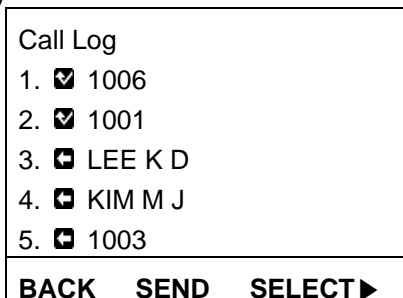 Call Log
1. 1006
2. 1001
3. LEE K D
4. KIM M J
5. 1003
BACK SEND SELECT▶